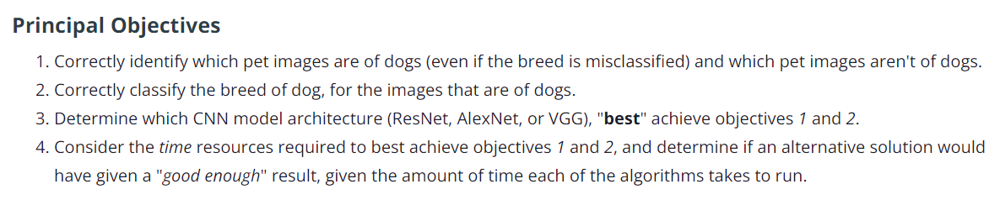 Principal Objectives
1. Correctly identify which pet images are of dogs (even if the breed is misclassified) and which pet images aren't of dogs.
2. Correctly classify the breed of dog, for the images that are of dogs.
3. Determine which CNN model architecture (ResNet, AlexNet, or VGG), "best" achieve objectives 1 and 2.
4. Consider the time resources required to best achieve objectives 1 and 2, and determine if an alternative solution would
have given a "good enough" result, given the amount of time each of the algorithms takes to run.